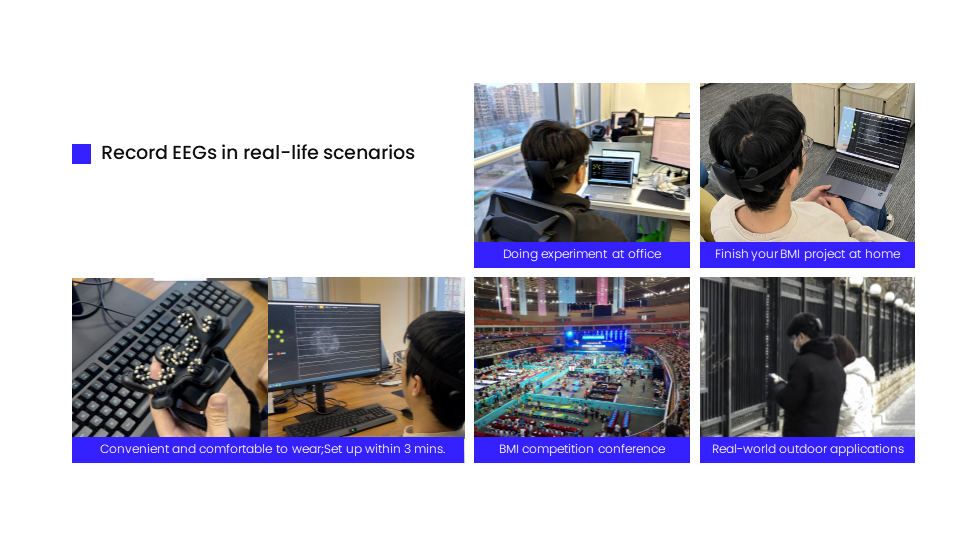 Record EEGs in real-life scenarios
Doing experiment at office
Finish your BMI project at home
Convenient and comfortable to wear;Set up within 3 mins.
BMI competition conference
Real-world outdoor applications